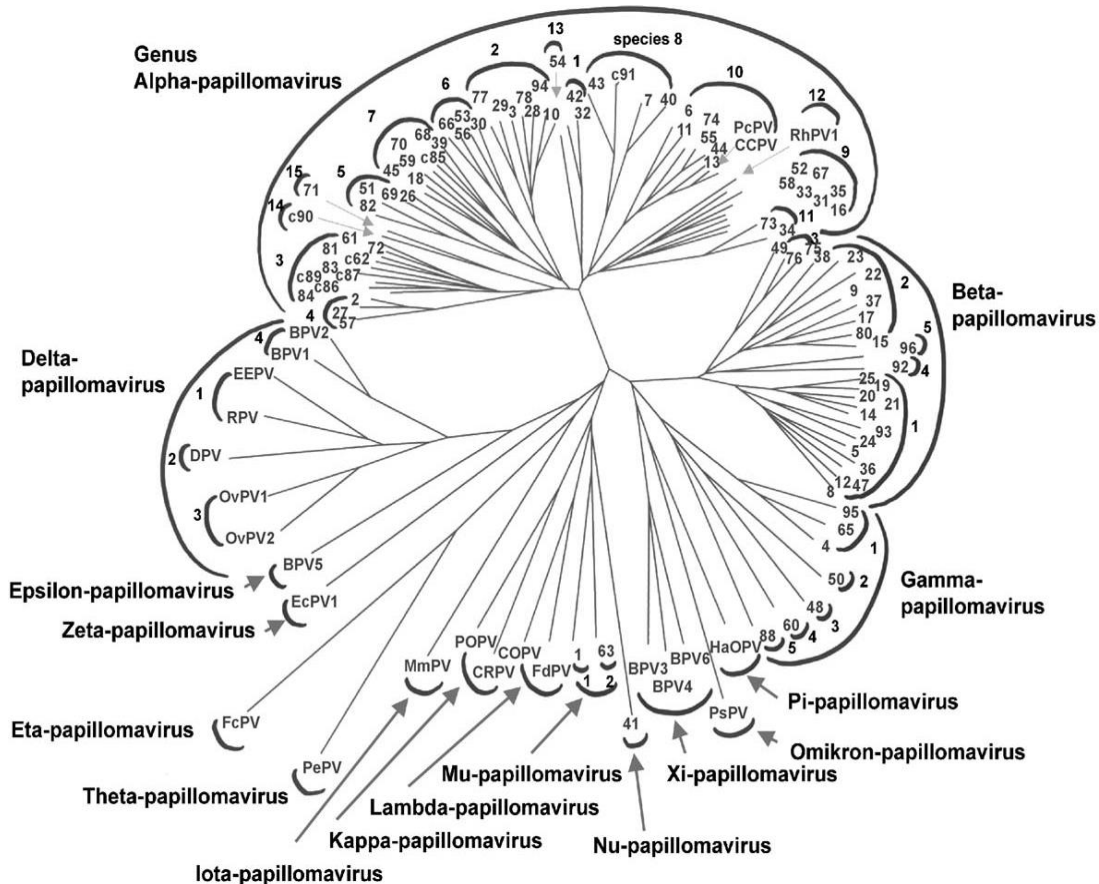 Genus
Alpha-papillomavirus
13
54
2
1
species 8
94
77
78
29
3
28
10
42
32
43
c91
7
40
10
6
11
74
55
44
13
PcPV
CCPV
12
RhPV1
9
52
67
58
33
35
31
16
11
73
34
6
53
66
30
56
7
68
70
39
59
c85
45
18
5
51
69
26
82
15
71
14
c90
3
61
81
72
83
c62
c89
c87
c86
84
4
2
27
57
Beta-
papillomavirus
3
49
75
76
38
2
23
22
9
37
17
80
15
5
96
92
4
25
19
20
21
14
93
24
5
36
12
47
8
1
Gamma-
papillomavirus
95
65
4
1
50
2
48
3
60
4
88
5
Delta-
papillomavirus
4
BPV2
BPV1
1
EEPV
RPV
2
DPV
3
OvPV1
OvPV2
Epsilon-papillomavirus
BPV5
Zeta-papillomavirus
EcPV1
Eta-papillomavirus
FcPV
Theta-papillomavirus
PePV
Iota-papillomavirus
MmPV
Kappa-papillomavirus
POPV
CRPV
Lambda-papillomavirus
COPV
FdPV
Mu-papillomavirus
1
63
1
2
Nu-papillomavirus
41
Xi-papillomavirus
BPV3
BPV6
BPV4
Omikron-papillomavirus
PsPV
Pi-papillomavirus
HaOPV